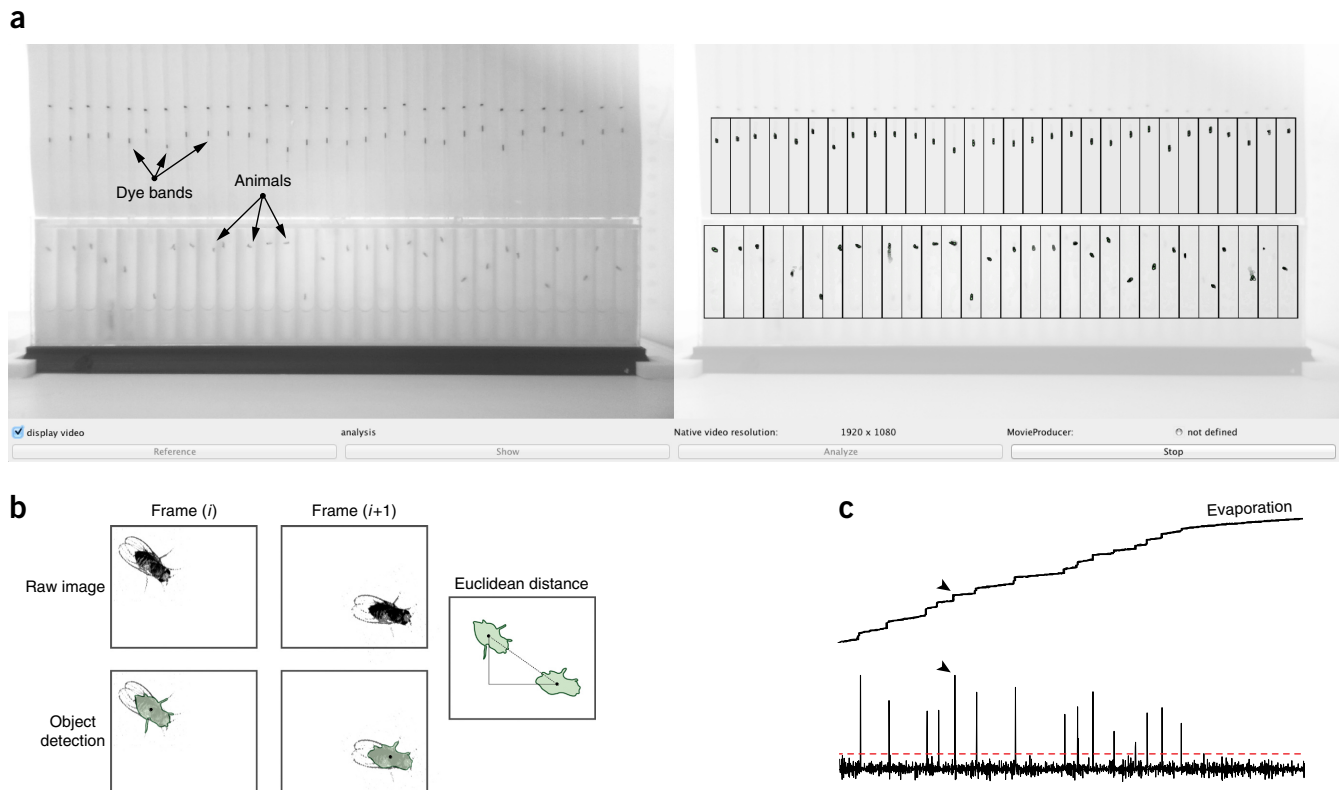 a
Dye bands
Animals
display video
analysis
Native video resolution:
1920 x 1080
MovieProducer:
not defined
Reference
Show
Analyze
Stop
b
Frame (i)
Frame (i+1)
Raw image
Euclidean distance
Object
detection
c
Evaporation